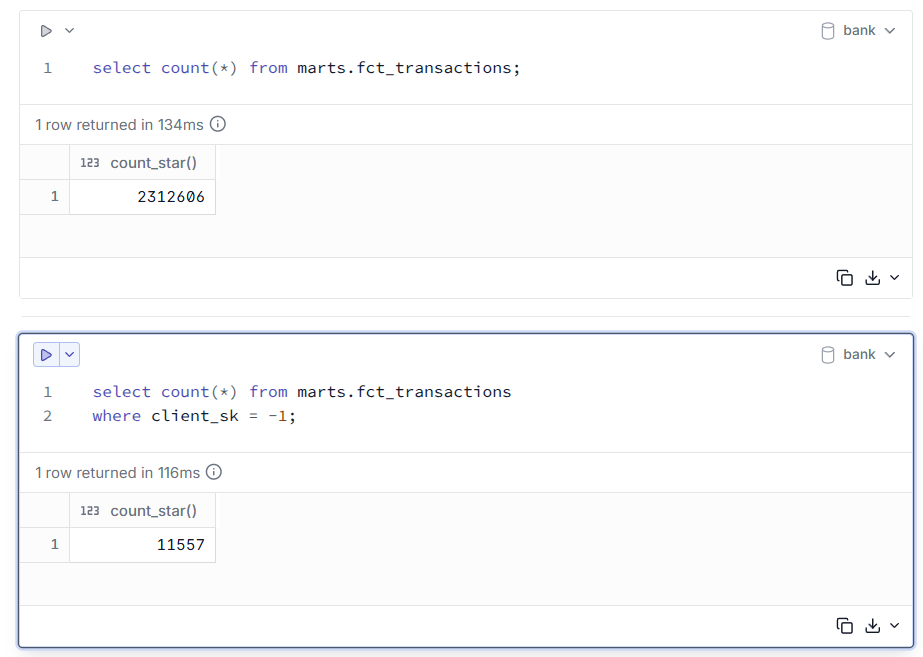 bank
1 select count(*) from marts.fct_transactions;
1 row returned in 134ms
123 count_star()
1 2312606
bank
1 select count(*) from marts.fct_transactions
2 where client_sk = -1;
1 row returned in 116ms
123 count_star()
1 11557